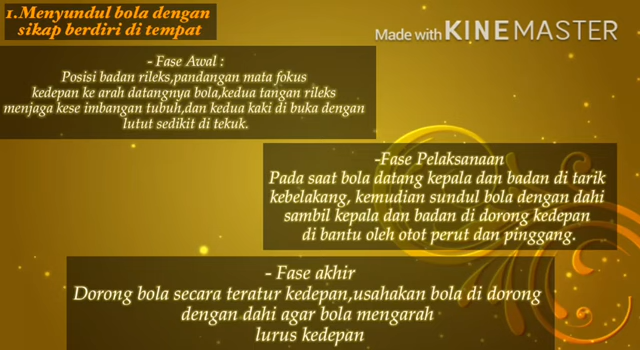 1.Menyundul bola dengan
sikap berdiri di tempat
Made with KINEMASTER
- Fase Awal :
Posisi badan rileks,pandangan mata fokus
kedepan ke arah datangnya bola,kedua tangan rileks
menjaga kese imbangan tubuh,dan kedua kaki di buka dengan
lutut sedikit di tekuk.
-Fase Pelaksanaan
Pada saat bola datang kepala dan badan di tarik
kebelakang, kemudian sundul bola dengan dahi
sambil kepala dan badan di dorong kedepan
di bantu oleh otot perut dan pinggang.
- Fase akhir
Dorong bola secara teratur kedepan,usahakan bola di dorong
dengan dahi agar bola mengarah
lurus kedepan